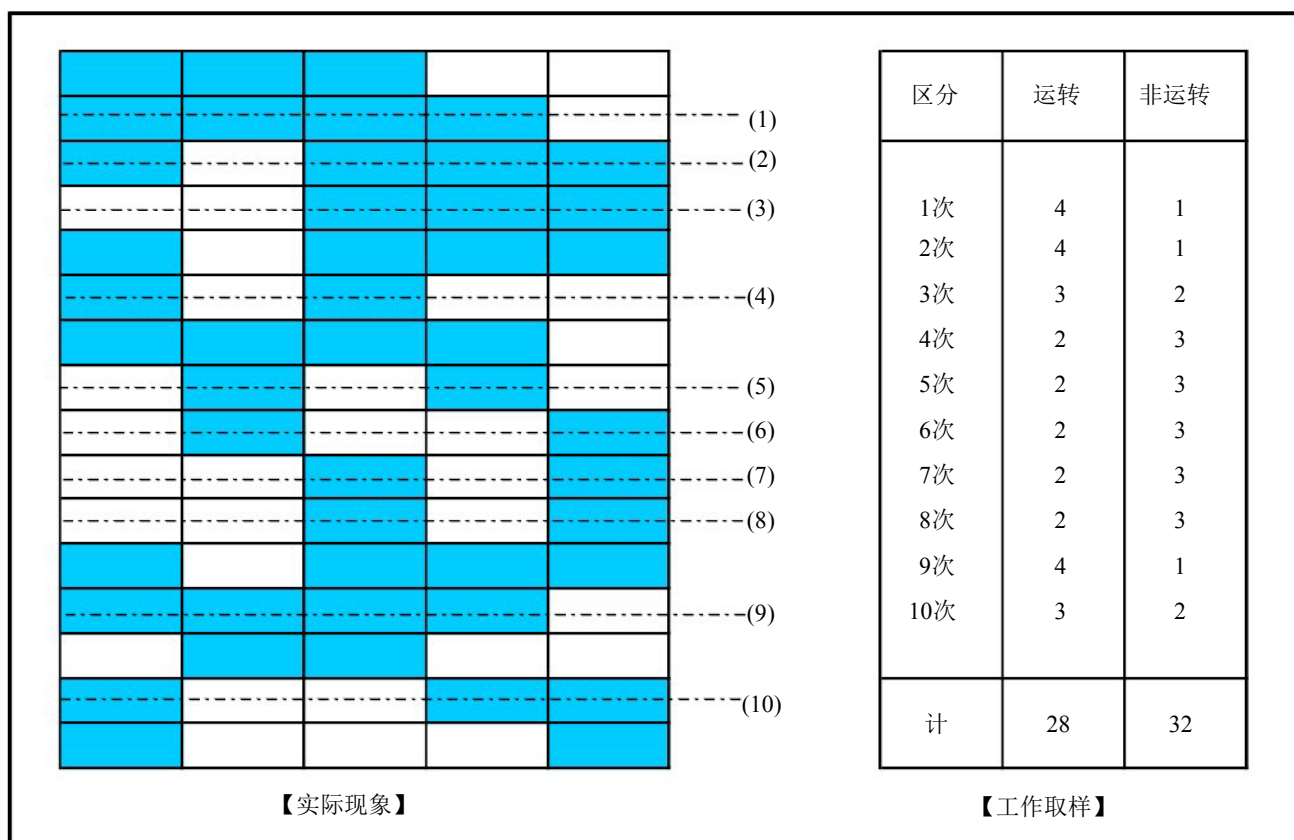 (1)
(2)
(3)
(4)
(5)
(6)
(7)
(8)
(9)
(10)
【实际现象】
区分 运转 非运转
1次 4 1
2次 4 1
3次 3 2
4次 2 3
5次 2 3
6次 2 3
7次 2 3
8次 2 3
9次 4 1
10次 3 2
计 28 32
【工作取样】